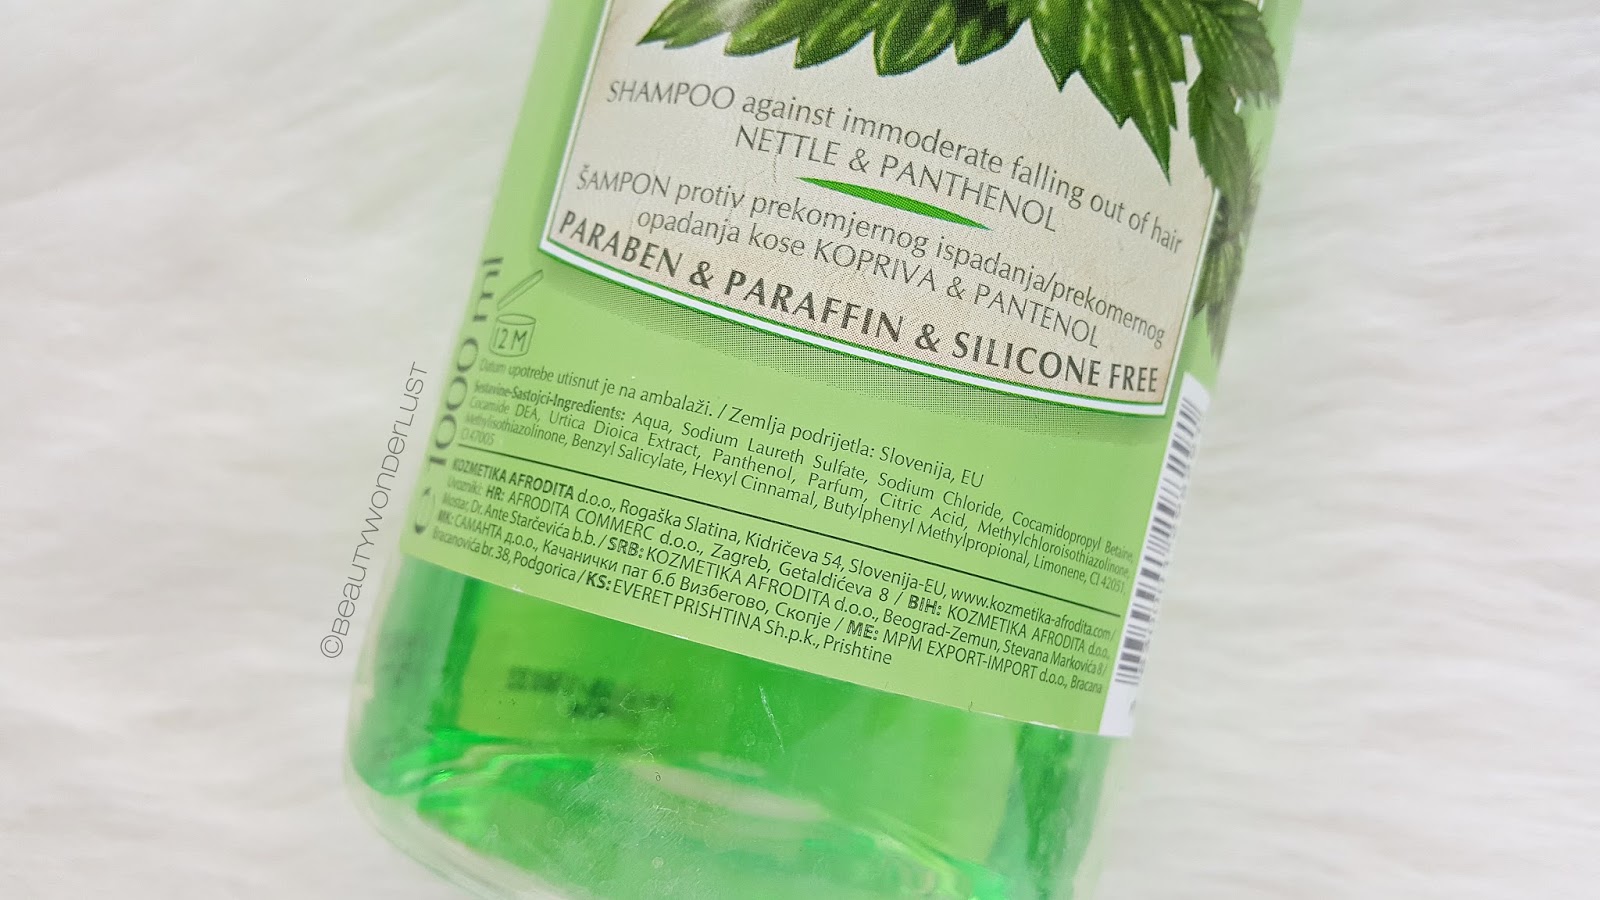 SHAMPOO against immoderate falling out of hair
NETTLE & PANTHENOL
ŠAMPON protiv prekomjernog ispadanja/prekomernog
opadanja kose KOPRIVA & PANTENOL
PARABEN & PARAFFIN & SILICONE FREE
e 1000 ml
12 M
Datum upotrebe utisnut je na ambalaži. / Zemlja podrijetla: Slovenija, EU
Sestavine-Sastojci-Ingredients: Aqua, Sodium Laureth Sulfate, Sodium Chloride, Cocamidopropyl Betaine,
Cocamide DEA, Urtica Dioica Extract, Panthenol, Parfum, Citric Acid, Methylchloroisothiazolinone,
Methylisothiazolinone, Benzyl Salicylate, Hexyl Cinnamal, Butylphenyl Methylpropional, Limonene, CI 42051,
CI 47005
KOZMETIKA AFRODITA d.o.o., Rogaška Slatina, Kidričeva 54, Slovenija-EU, www.kozmetika-afrodita.com/
Uvozniki: HR: AFRODITA COMMERC d.o.o., Zagreb, Getaldićeva 8 / BIH: KOZMETIKA AFRODITA d.o.o,
Mostar, Dr. Ante Starčevića b.b. / SRB: KOZMETIKA AFRODITA d.o.o., Beograd-Zemun, Stevana Markovića 8/
MK: САМАНТА д.о.о., Качанички пат б.б Визбегово, Скопје / ME: MPM EXPORT-IMPORT d.o.o., Bracana
Bracanovića br. 38, Podgorica / KS: EVERET PRISHTINA Sh.p.k., Prishtine
©BEAUTYWONDERLUST